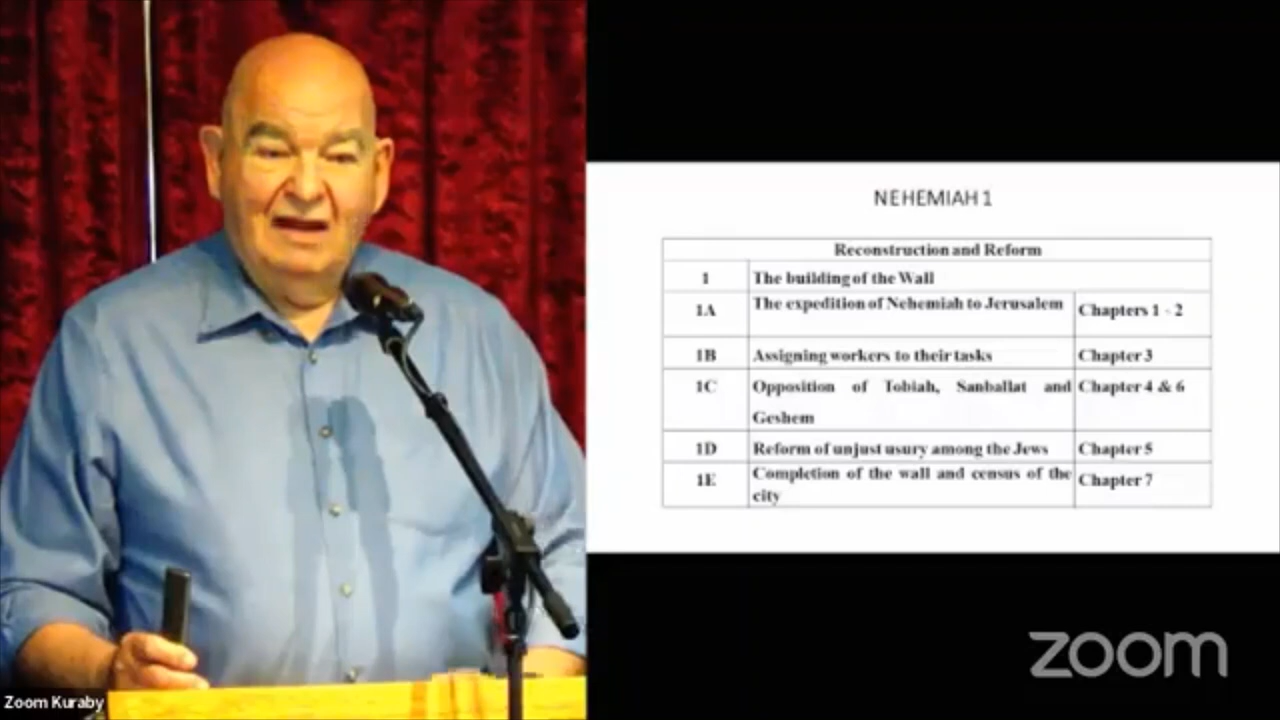 NEHEMIAH 1
Reconstruction and Reform
1 The building of the Wall
1A The expedition of Nehemiah to Jerusalem Chapters 1 - 2
1B Assigning workers to their tasks Chapter 3
1C Opposition of Tobiah, Sanballat and Chapter 4 & 6
Geshem
1D Reform of unjust usury among the Jews Chapter 5
1E Completion of the wall and census of the Chapter 7
city
zoom
Zoom Kuraby